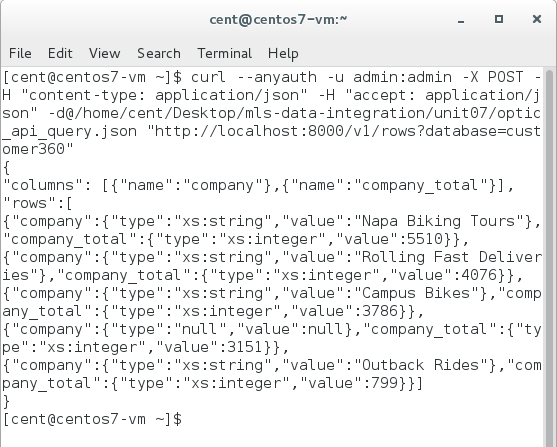 cent@centos7-vm:~
File Edit View Search Terminal Help
[cent@centos7-vm ~]$ curl --anyauth -u admin:admin -X POST -
H "content-type: application/json" -H "accept: application/j
son" -d@/home/cent/Desktop/mls-data-integration/unit07/optic
_api_query.json "http://localhost:8000/v1/rows?database=cust
omer360"
{
"columns": [{"name":"company"},{"name":"company_total"}],
"rows":[
{"company":{"type":"xs:string","value":"Napa Biking Tours"},
"company_total":{"type":"xs:integer","value":5510}},
{"company":{"type":"xs:string","value":"Rolling Fast Deliver
ies"},"company_total":{"type":"xs:integer","value":4076}},
{"company":{"type":"xs:string","value":"Campus Bikes"},"comp
any_total":{"type":"xs:integer","value":3786}},
{"company":{"type":"null","value":null},"company_total":{"ty
pe":"xs:integer","value":3151}},
{"company":{"type":"xs:string","value":"Outback Rides"},"com
pany_total":{"type":"xs:integer","value":799}}]
}
[cent@centos7-vm ~]$